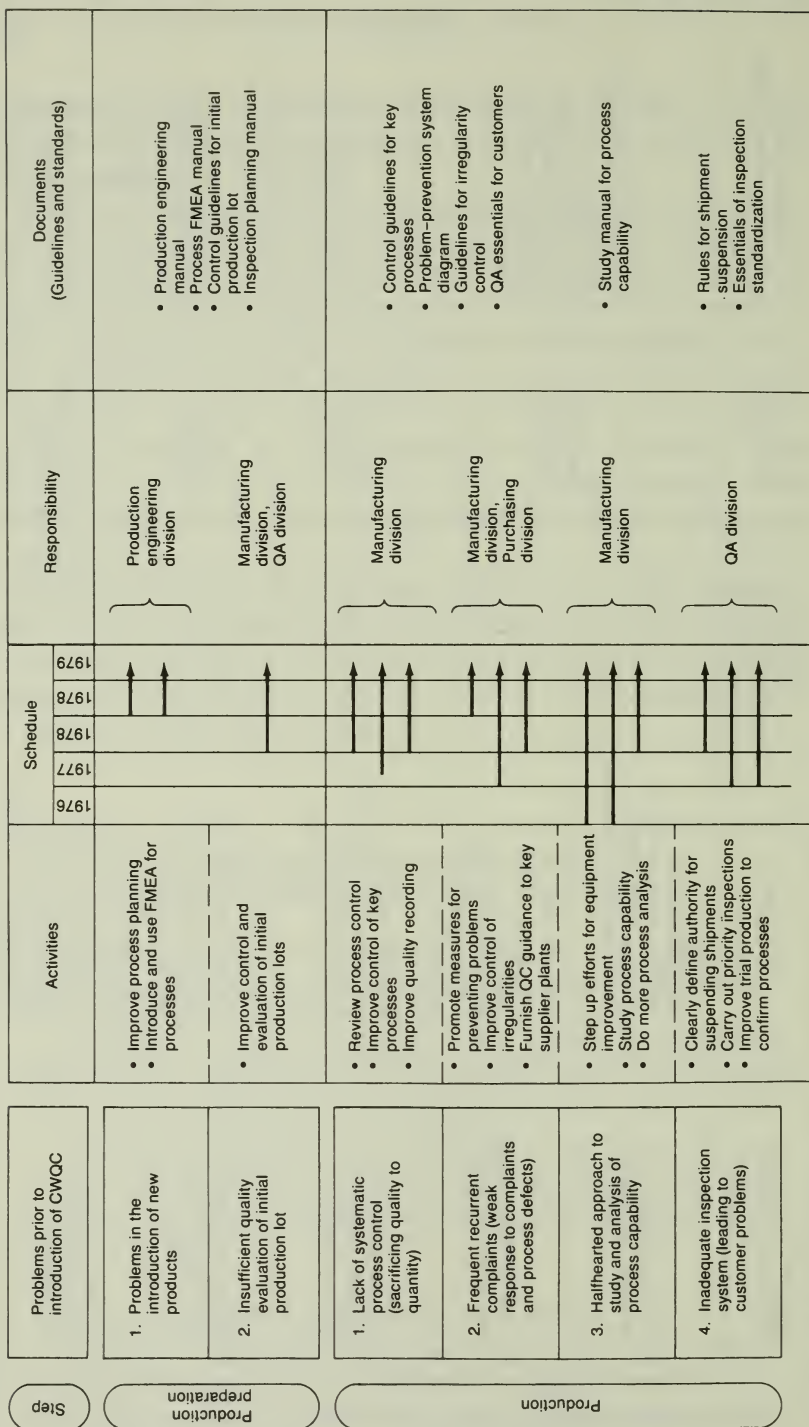 Step
Problems prior to
introduction of CWQC
Activities
Schedule
1976
1977
1978
1978
1979
Responsibility
Documents
(Guidelines and standards)
Production
preparation
1. Problems in the
introduction of new
products
• Improve process planning
• Introduce and use FMEA for
processes
Production
engineering
division
• Production engineering
manual
• Process FMEA manual
• Control guidelines for initial
production lot
• Inspection planning manual
2. Insufficient quality
evaluation of initial
production lot
• Improve control and
evaluation of initial
production lots
Manufacturing
division,
QA division
Production
1. Lack of systematic
process control
(sacrificing quality to
quantity)
• Review process control
• Improve control of key
processes
• Improve quality recording
Manufacturing
division
• Control guidelines for key
processes
• Problem-prevention system
diagram
• Guidelines for irregularity
control
• QA essentials for customers
2. Frequent recurrent
complaints (weak
response to complaints
and process defects)
• Promote measures for
preventing problems
• Improve control of
irregularities
• Furnish QC guidance to key
supplier plants
Manufacturing
division,
Purchasing
division
3. Halfhearted approach to
study and analysis of
process capability
• Step up efforts for equipment
improvement
• Study process capability
• Do more process analysis
Manufacturing
division
• Study manual for process
capability
4. Inadequate inspection
system (leading to
customer problems)
• Clearly define authority for
suspending shipments
• Carry out priority inspections
• Improve trial production to
confirm processes
QA division
• Rules for shipment
suspension
• Essentials of inspection
standardization